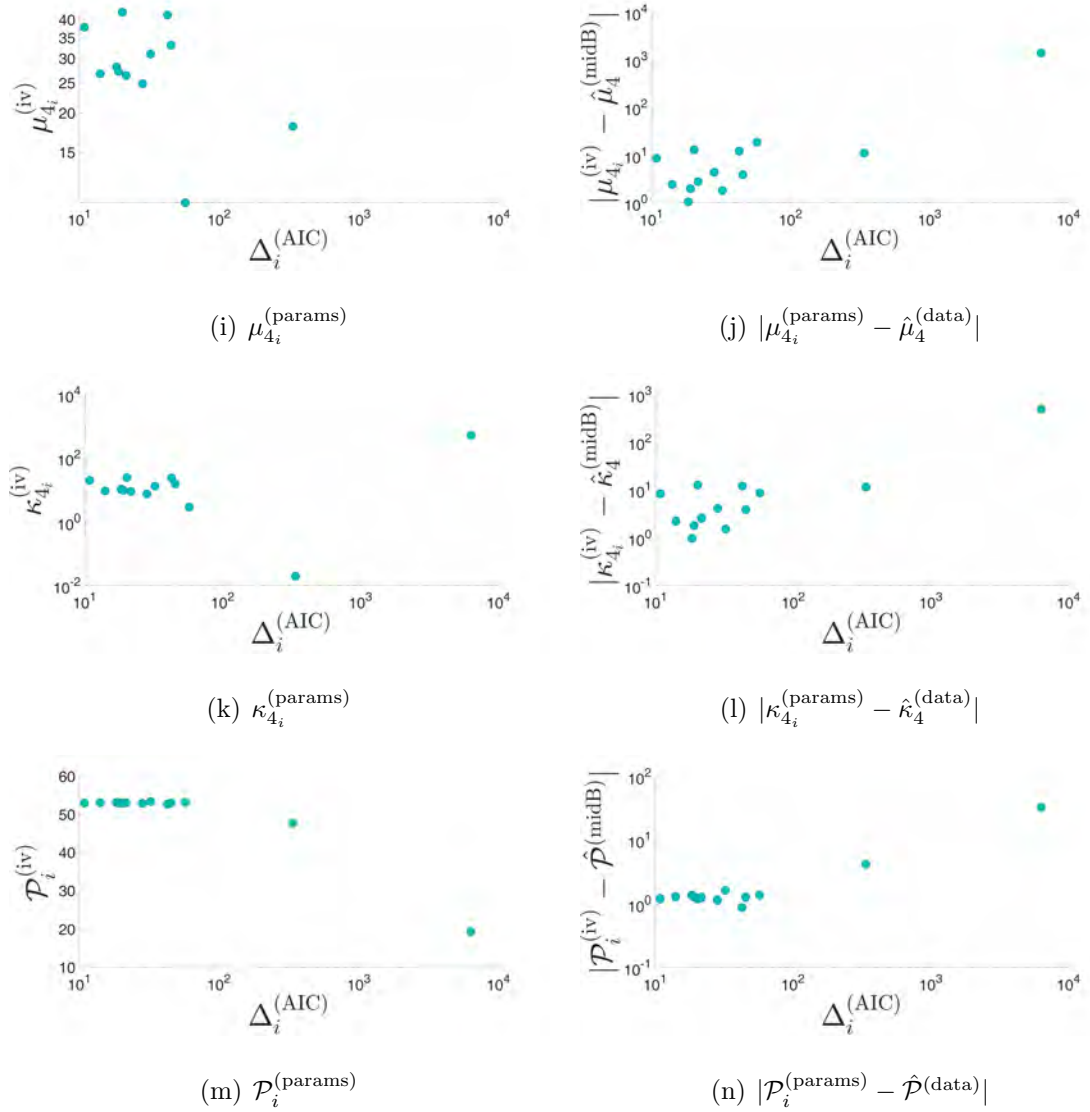 40
35
30
25
20
15
μ_{4_i}^{(iv)}
10^1 10^2 10^3 10^4
Δ_i^{(AIC)}
(i) μ_{4_i}^{(params)}
10^4
10^3
10^2
10^1
10^0
|μ_{4_i}^{(iv)} − μ̂_4^{(midB)}|
10^1 10^2 10^3 10^4
Δ_i^{(AIC)}
(j) |μ_{4_i}^{(params)} − μ̂_4^{(data)}|
10^4
10^2
10^0
10^{-2}
κ_{4_i}^{(iv)}
10^1 10^2 10^3 10^4
Δ_i^{(AIC)}
(k) κ_{4_i}^{(params)}
10^3
10^2
10^1
10^0
10^{-1}
|κ_{4_i}^{(iv)} − κ̂_4^{(midB)}|
10^1 10^2 10^3 10^4
Δ_i^{(AIC)}
(l) |κ_{4_i}^{(params)} − κ̂_4^{(data)}|
60
50
40
30
20
10
𝒫_i^{(iv)}
10^1 10^2 10^3 10^4
Δ_i^{(AIC)}
(m) 𝒫_i^{(params)}
10^2
10^1
10^0
10^{-1}
|𝒫_i^{(iv)} − 𝒫̂^{(midB)}|
10^1 10^2 10^3 10^4
Δ_i^{(AIC)}
(n) |𝒫_i^{(params)} − 𝒫̂^{(data)}|